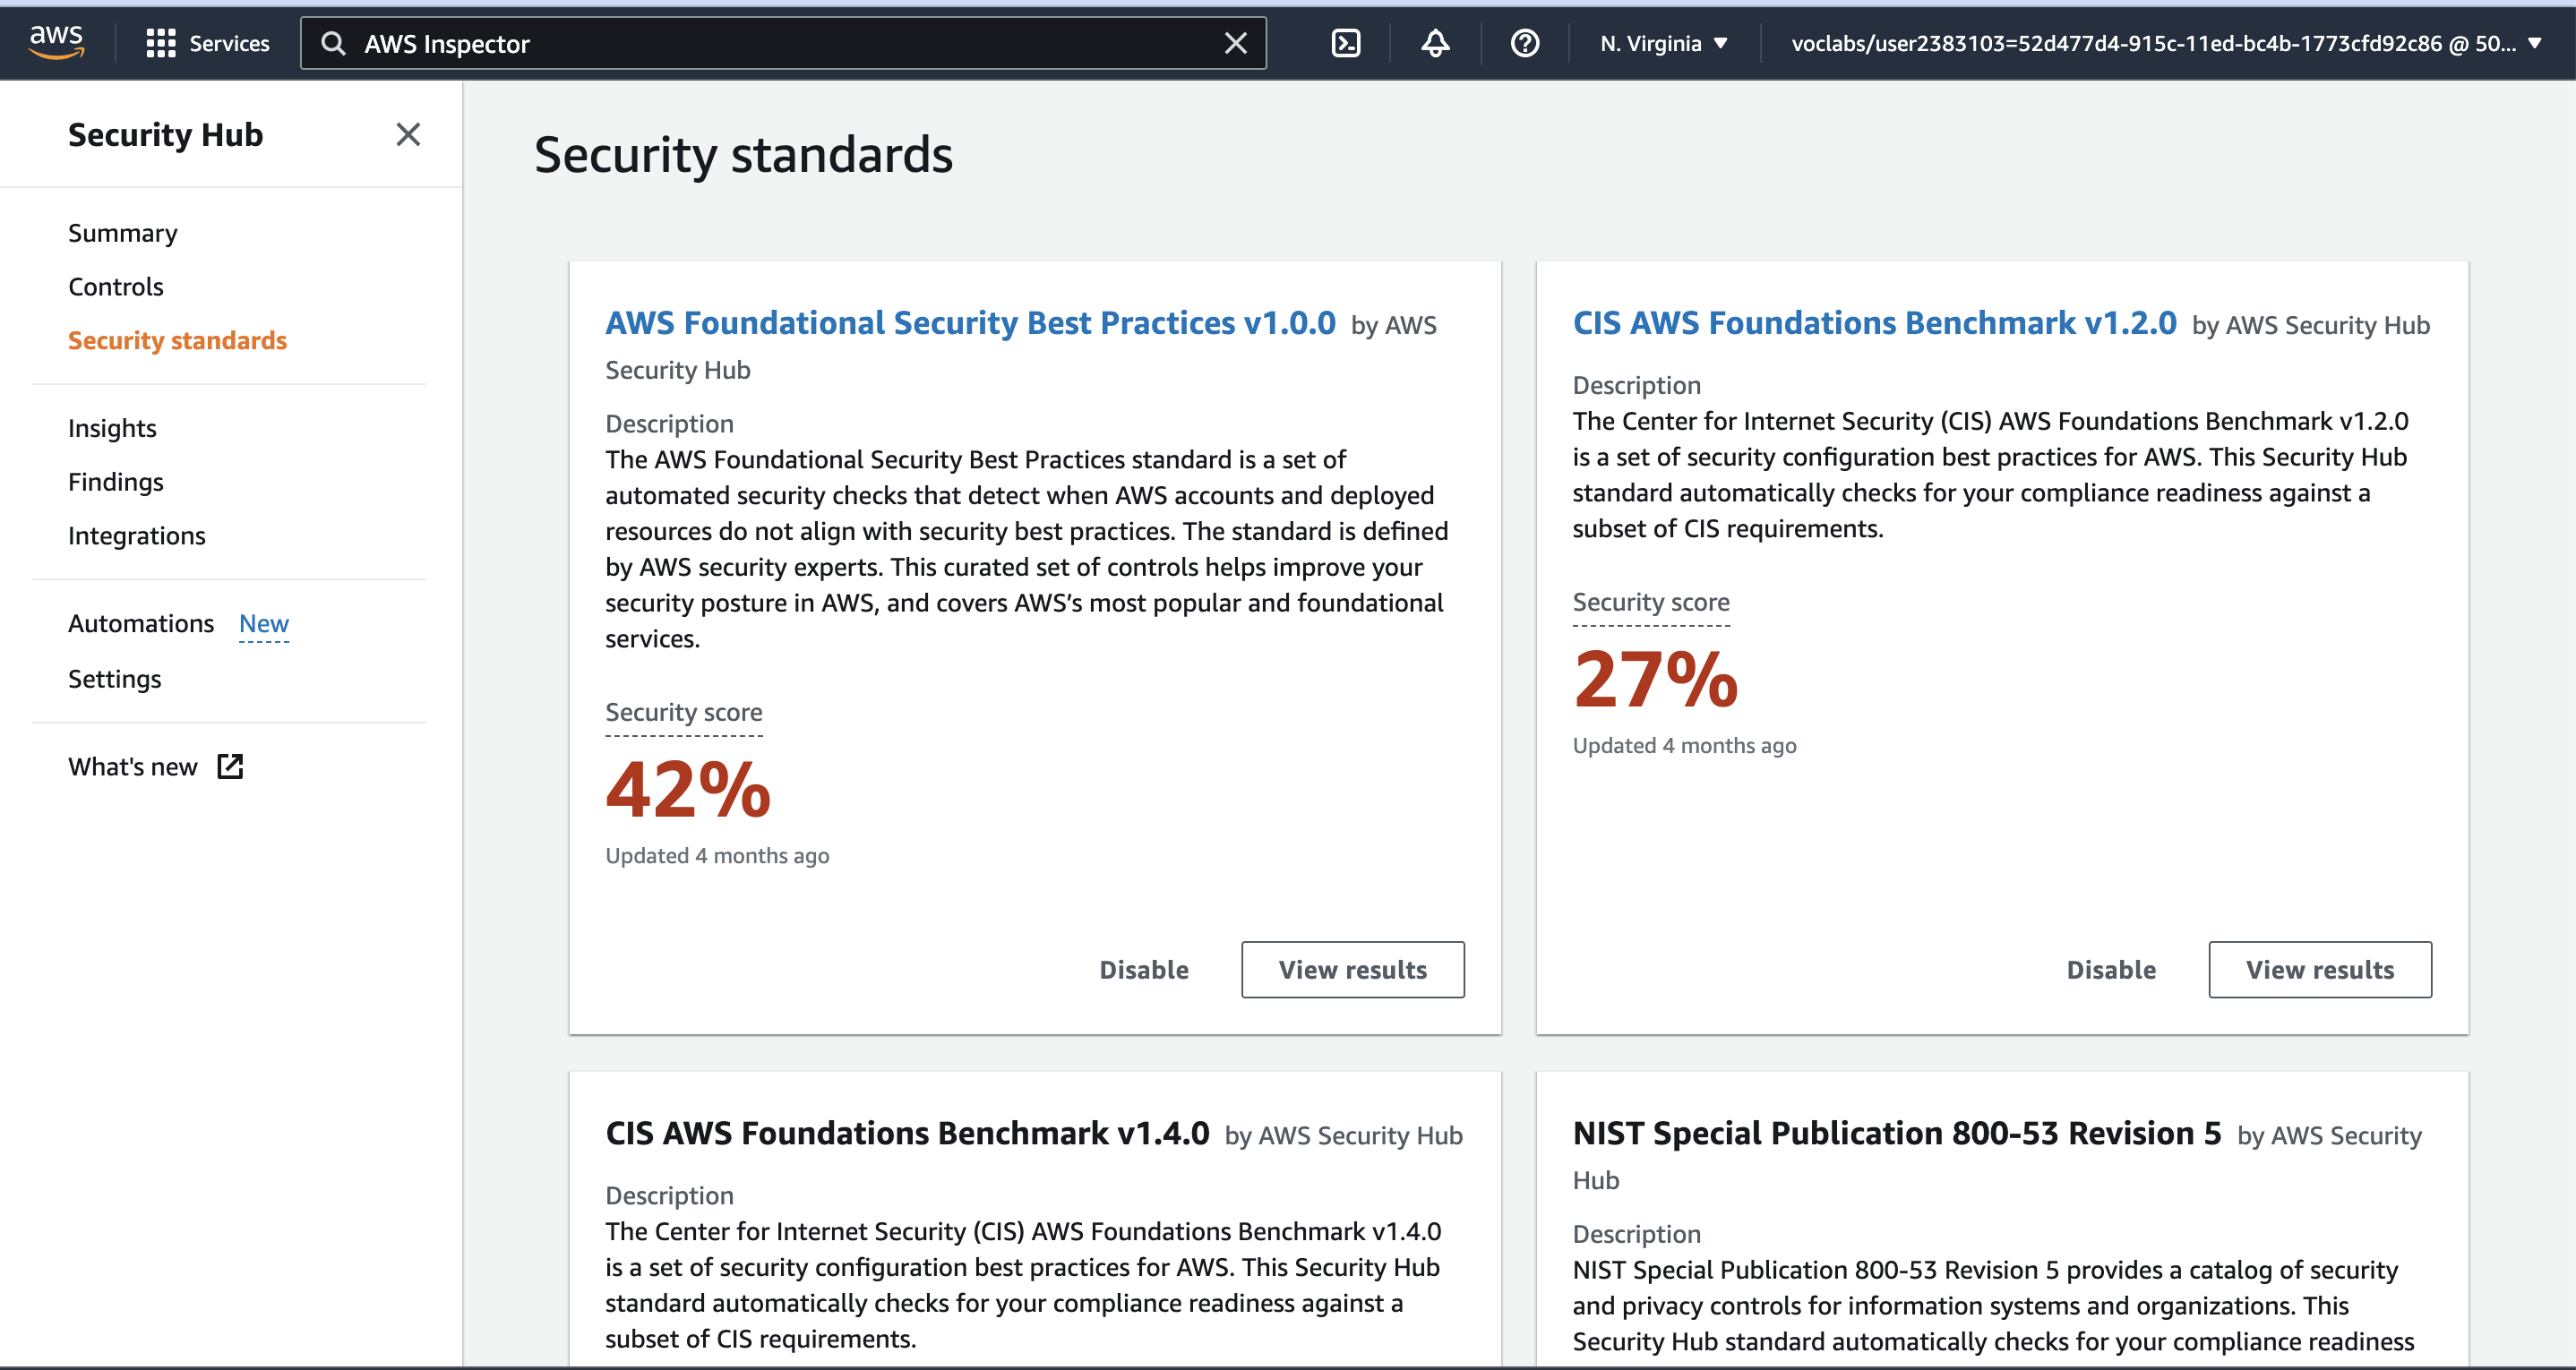 aws
Services
AWS Inspector
N. Virginia
voclabs/user2383103=52d477d4-915c-11ed-bc4b-1773cfd92c86 @ 50...
Security Hub
Summary
Controls
Security standards
Insights
Findings
Integrations
Automations New
Settings
What's new
Security standards
AWS Foundational Security Best Practices v1.0.0 by AWS
Security Hub
Description
The AWS Foundational Security Best Practices standard is a set of
automated security checks that detect when AWS accounts and deployed
resources do not align with security best practices. The standard is defined
by AWS security experts. This curated set of controls helps improve your
security posture in AWS, and covers AWS’s most popular and foundational
services.
Security score
42%
Updated 4 months ago
Disable
View results
CIS AWS Foundations Benchmark v1.2.0 by AWS Security Hub
Description
The Center for Internet Security (CIS) AWS Foundations Benchmark v1.2.0
is a set of security configuration best practices for AWS. This Security Hub
standard automatically checks for your compliance readiness against a
subset of CIS requirements.
Security score
27%
Updated 4 months ago
Disable
View results
CIS AWS Foundations Benchmark v1.4.0 by AWS Security Hub
Description
The Center for Internet Security (CIS) AWS Foundations Benchmark v1.4.0
is a set of security configuration best practices for AWS. This Security Hub
standard automatically checks for your compliance readiness against a
subset of CIS requirements.
NIST Special Publication 800-53 Revision 5 by AWS Security
Hub
Description
NIST Special Publication 800-53 Revision 5 provides a catalog of security
and privacy controls for information systems and organizations. This
Security Hub standard automatically checks for your compliance readiness